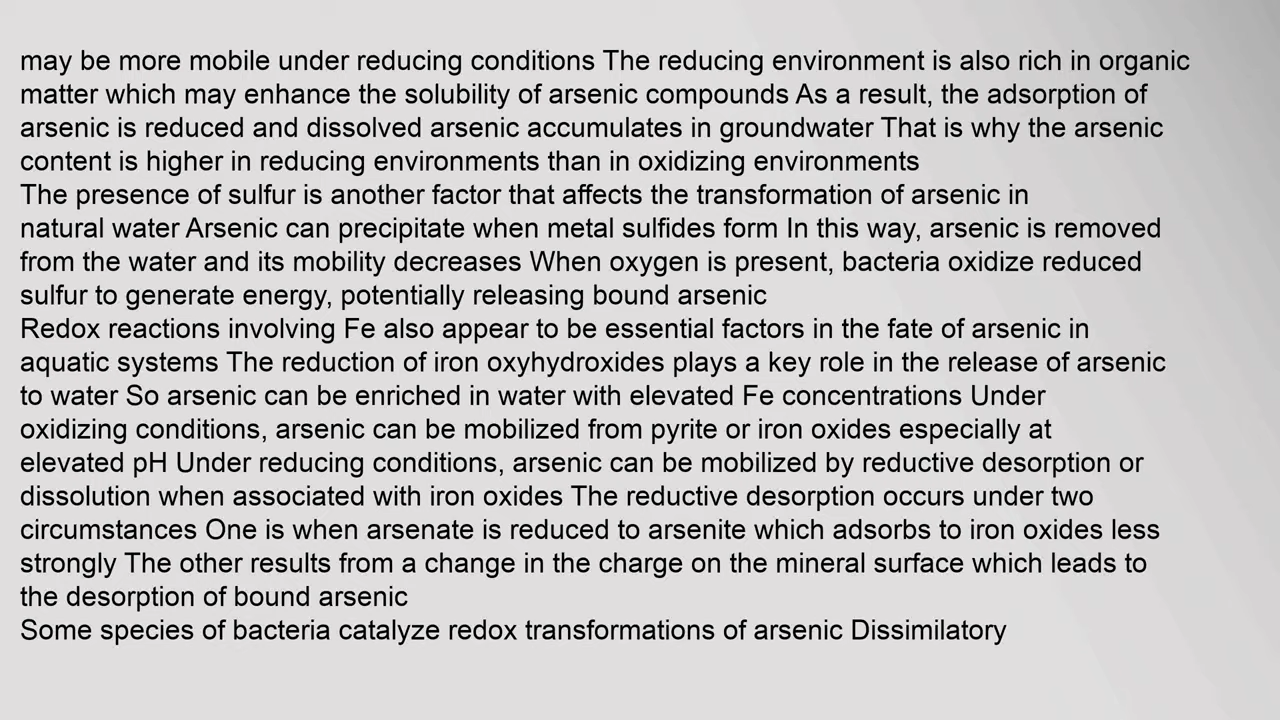 may be more mobile under reducing conditions The reducing environment is also rich in organic
matter which may enhance the solubility of arsenic compounds As a result, the adsorption of
arsenic is reduced and dissolved arsenic accumulates in groundwater That is why the arsenic
content is higher in reducing environments than in oxidizing environments
The presence of sulfur is another factor that affects the transformation of arsenic in
natural water Arsenic can precipitate when metal sulfides form In this way, arsenic is removed
from the water and its mobility decreases When oxygen is present, bacteria oxidize reduced
sulfur to generate energy, potentially releasing bound arsenic
Redox reactions involving Fe also appear to be essential factors in the fate of arsenic in
aquatic systems The reduction of iron oxyhydroxides plays a key role in the release of arsenic
to water So arsenic can be enriched in water with elevated Fe concentrations Under
oxidizing conditions, arsenic can be mobilized from pyrite or iron oxides especially at
elevated pH Under reducing conditions, arsenic can be mobilized by reductive desorption or
dissolution when associated with iron oxides The reductive desorption occurs under two
circumstances One is when arsenate is reduced to arsenite which adsorbs to iron oxides less
strongly The other results from a change in the charge on the mineral surface which leads to
the desorption of bound arsenic
Some species of bacteria catalyze redox transformations of arsenic Dissimilatory